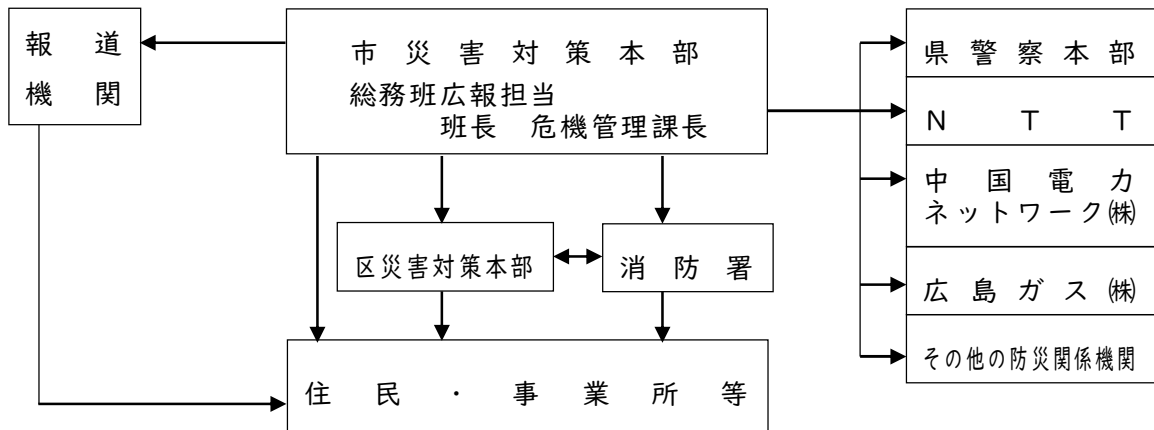 報道
機関
市災害対策本部
総務班広報担当
班長 危機管理課長
県警察本部
NTT
中国電力
ネットワーク㈱
広島ガス㈱
その他の防災関係機関
区災害対策本部
消防署
住民・事業所等